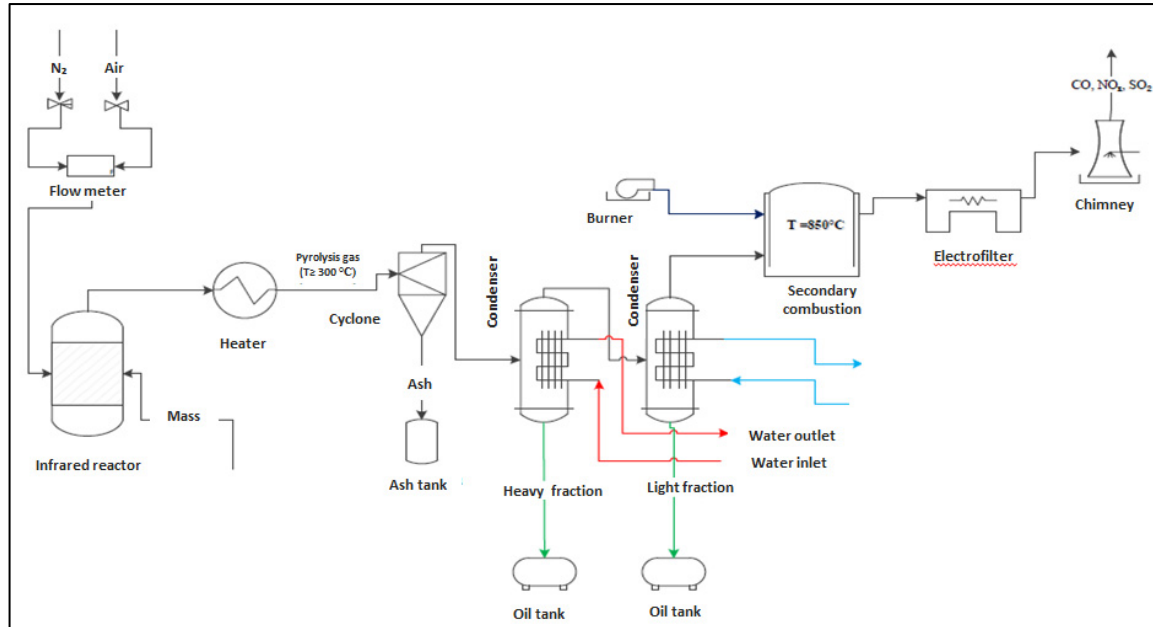 N₂
Air
Flow meter
CO, NOₓ, SO₂
Chimney
Burner
T =850°C
Electrofilter
Secondary
combustion
Pyrolysis gas
(T≥ 300 °C)
Heater
Cyclone
Condenser
Condenser
Mass
Infrared reactor
Ash
Ash tank
Water outlet
Water inlet
Heavy fraction
Light fraction
Oil tank
Oil tank